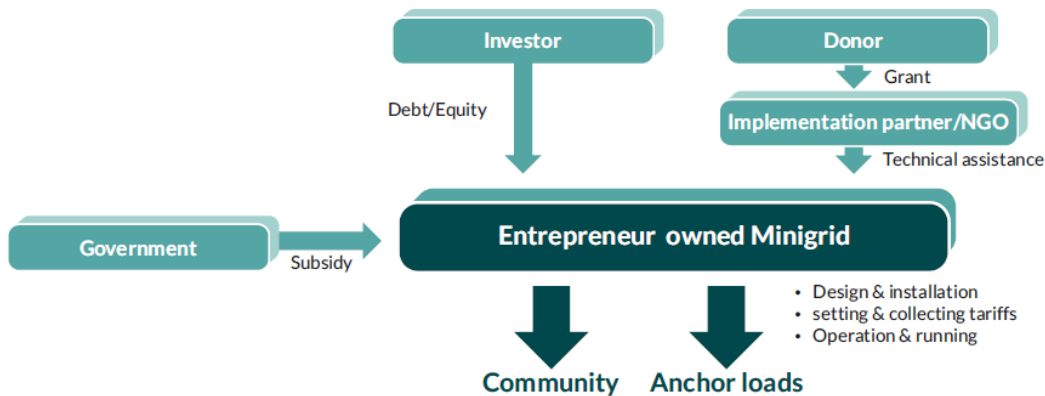 Investor
Donor
Grant
Debt/Equity
Implementation partner/NGO
Technical assistance
Entrepreneur owned Minigrid
Government
Subsidy
• Design & installation
• setting & collecting tariffs
• Operation & running
Community
Anchor loads